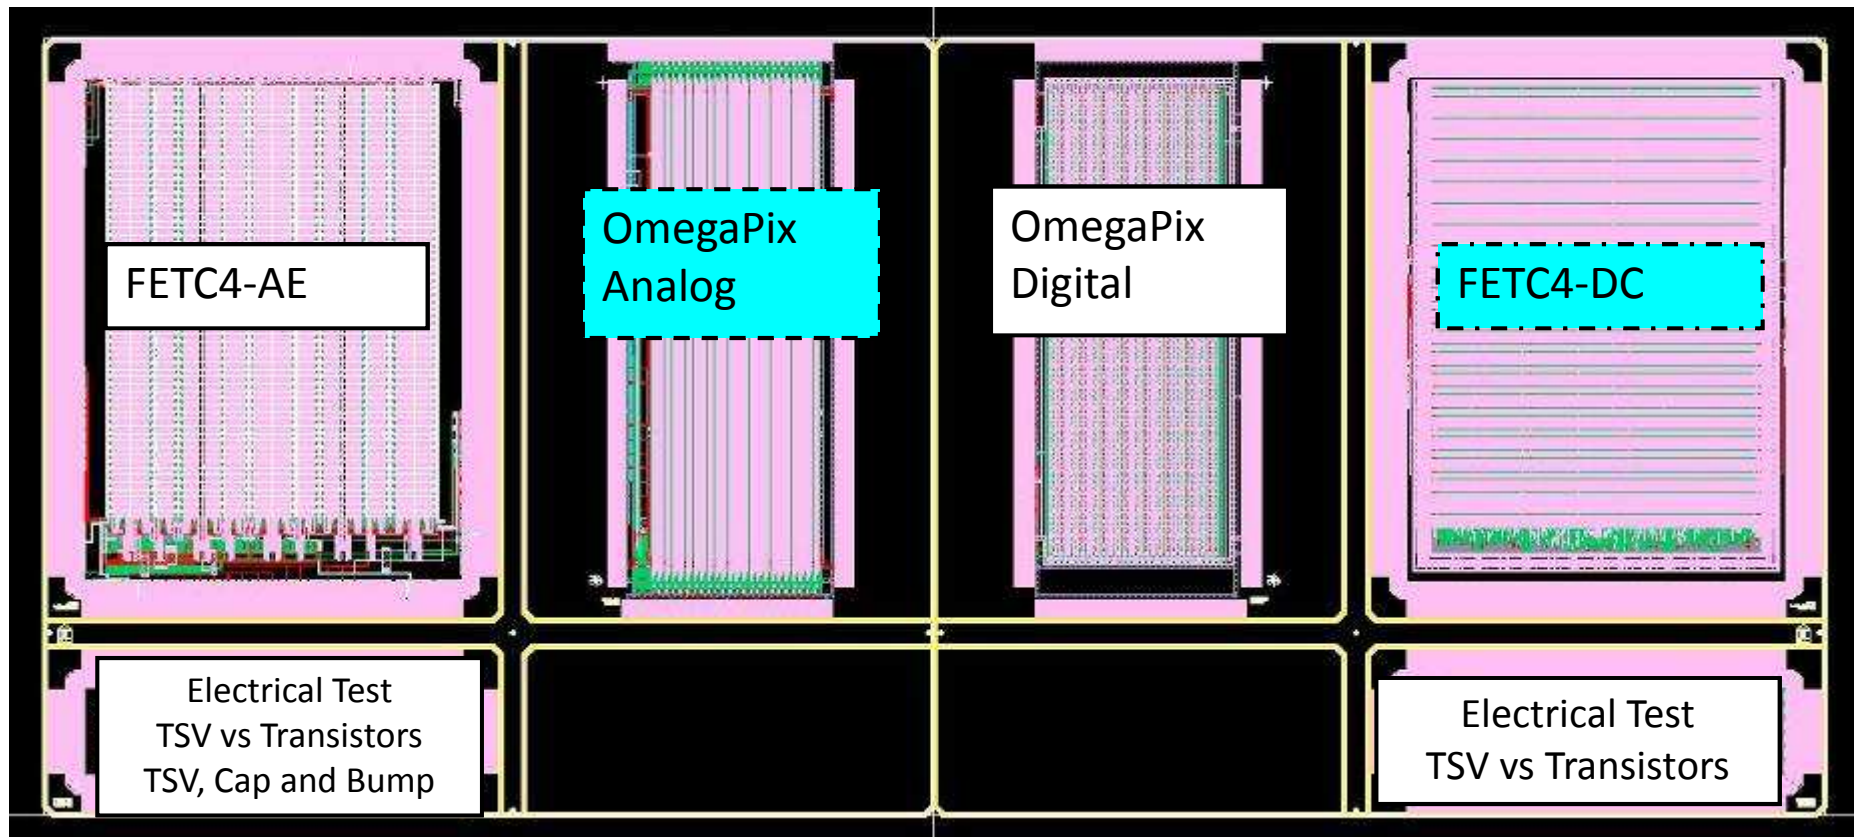 FETC4-AE
OmegaPix
Analog
OmegaPix
Digital
FETC4-DC
Electrical Test
TSV vs Transistors
TSV, Cap and Bump
Electrical Test
TSV vs Transistors